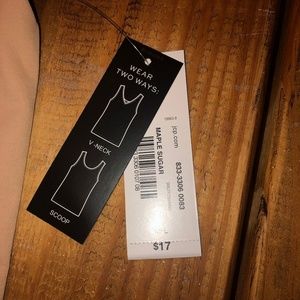 WEAR
TWO WAYS:
V-NECK
SCOOP
jcp.com
833-3306 0083
MAPLE SUGAR
$17